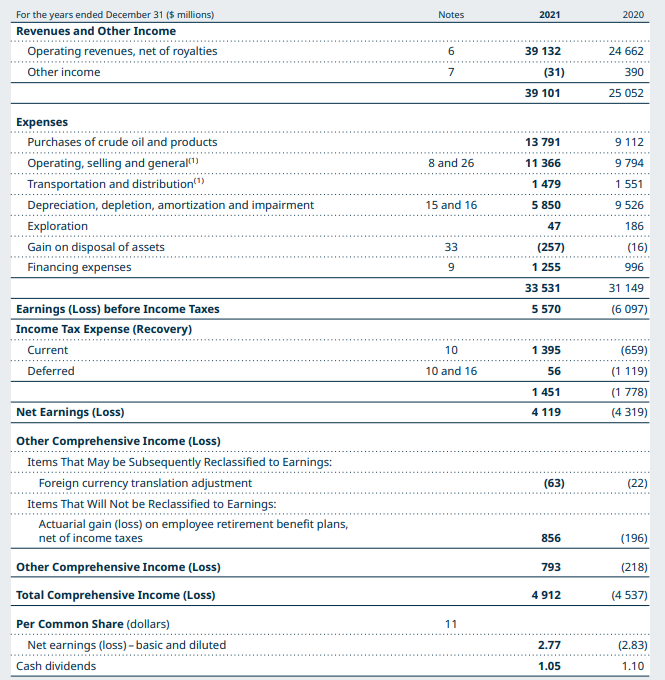 For the years ended December 31 ($ millions) Notes 2021 2020
Revenues and Other Income
Operating revenues, net of royalties 6 39 132 24 662
Other income 7 (31) 390
39 101 25 052
Expenses
Purchases of crude oil and products 13 791 9 112
Operating, selling and general(1) 8 and 26 11 366 9 794
Transportation and distribution(1) 1 479 1 551
Depreciation, depletion, amortization and impairment 15 and 16 5 850 9 526
Exploration 47 186
Gain on disposal of assets 33 (257) (16)
Financing expenses 9 1 255 996
33 531 31 149
Earnings (Loss) before Income Taxes 5 570 (6 097)
Income Tax Expense (Recovery)
Current 10 1 395 (659)
Deferred 10 and 16 56 (1 119)
1 451 (1 778)
Net Earnings (Loss) 4 119 (4 319)
Other Comprehensive Income (Loss)
Items That May be Subsequently Reclassified to Earnings:
Foreign currency translation adjustment (63) (22)
Items That Will Not be Reclassified to Earnings:
Actuarial gain (loss) on employee retirement benefit plans,
net of income taxes 856 (196)
Other Comprehensive Income (Loss) 793 (218)
Total Comprehensive Income (Loss) 4 912 (4 537)
Per Common Share (dollars) 11
Net earnings (loss) – basic and diluted 2.77 (2.83)
Cash dividends 1.05 1.10